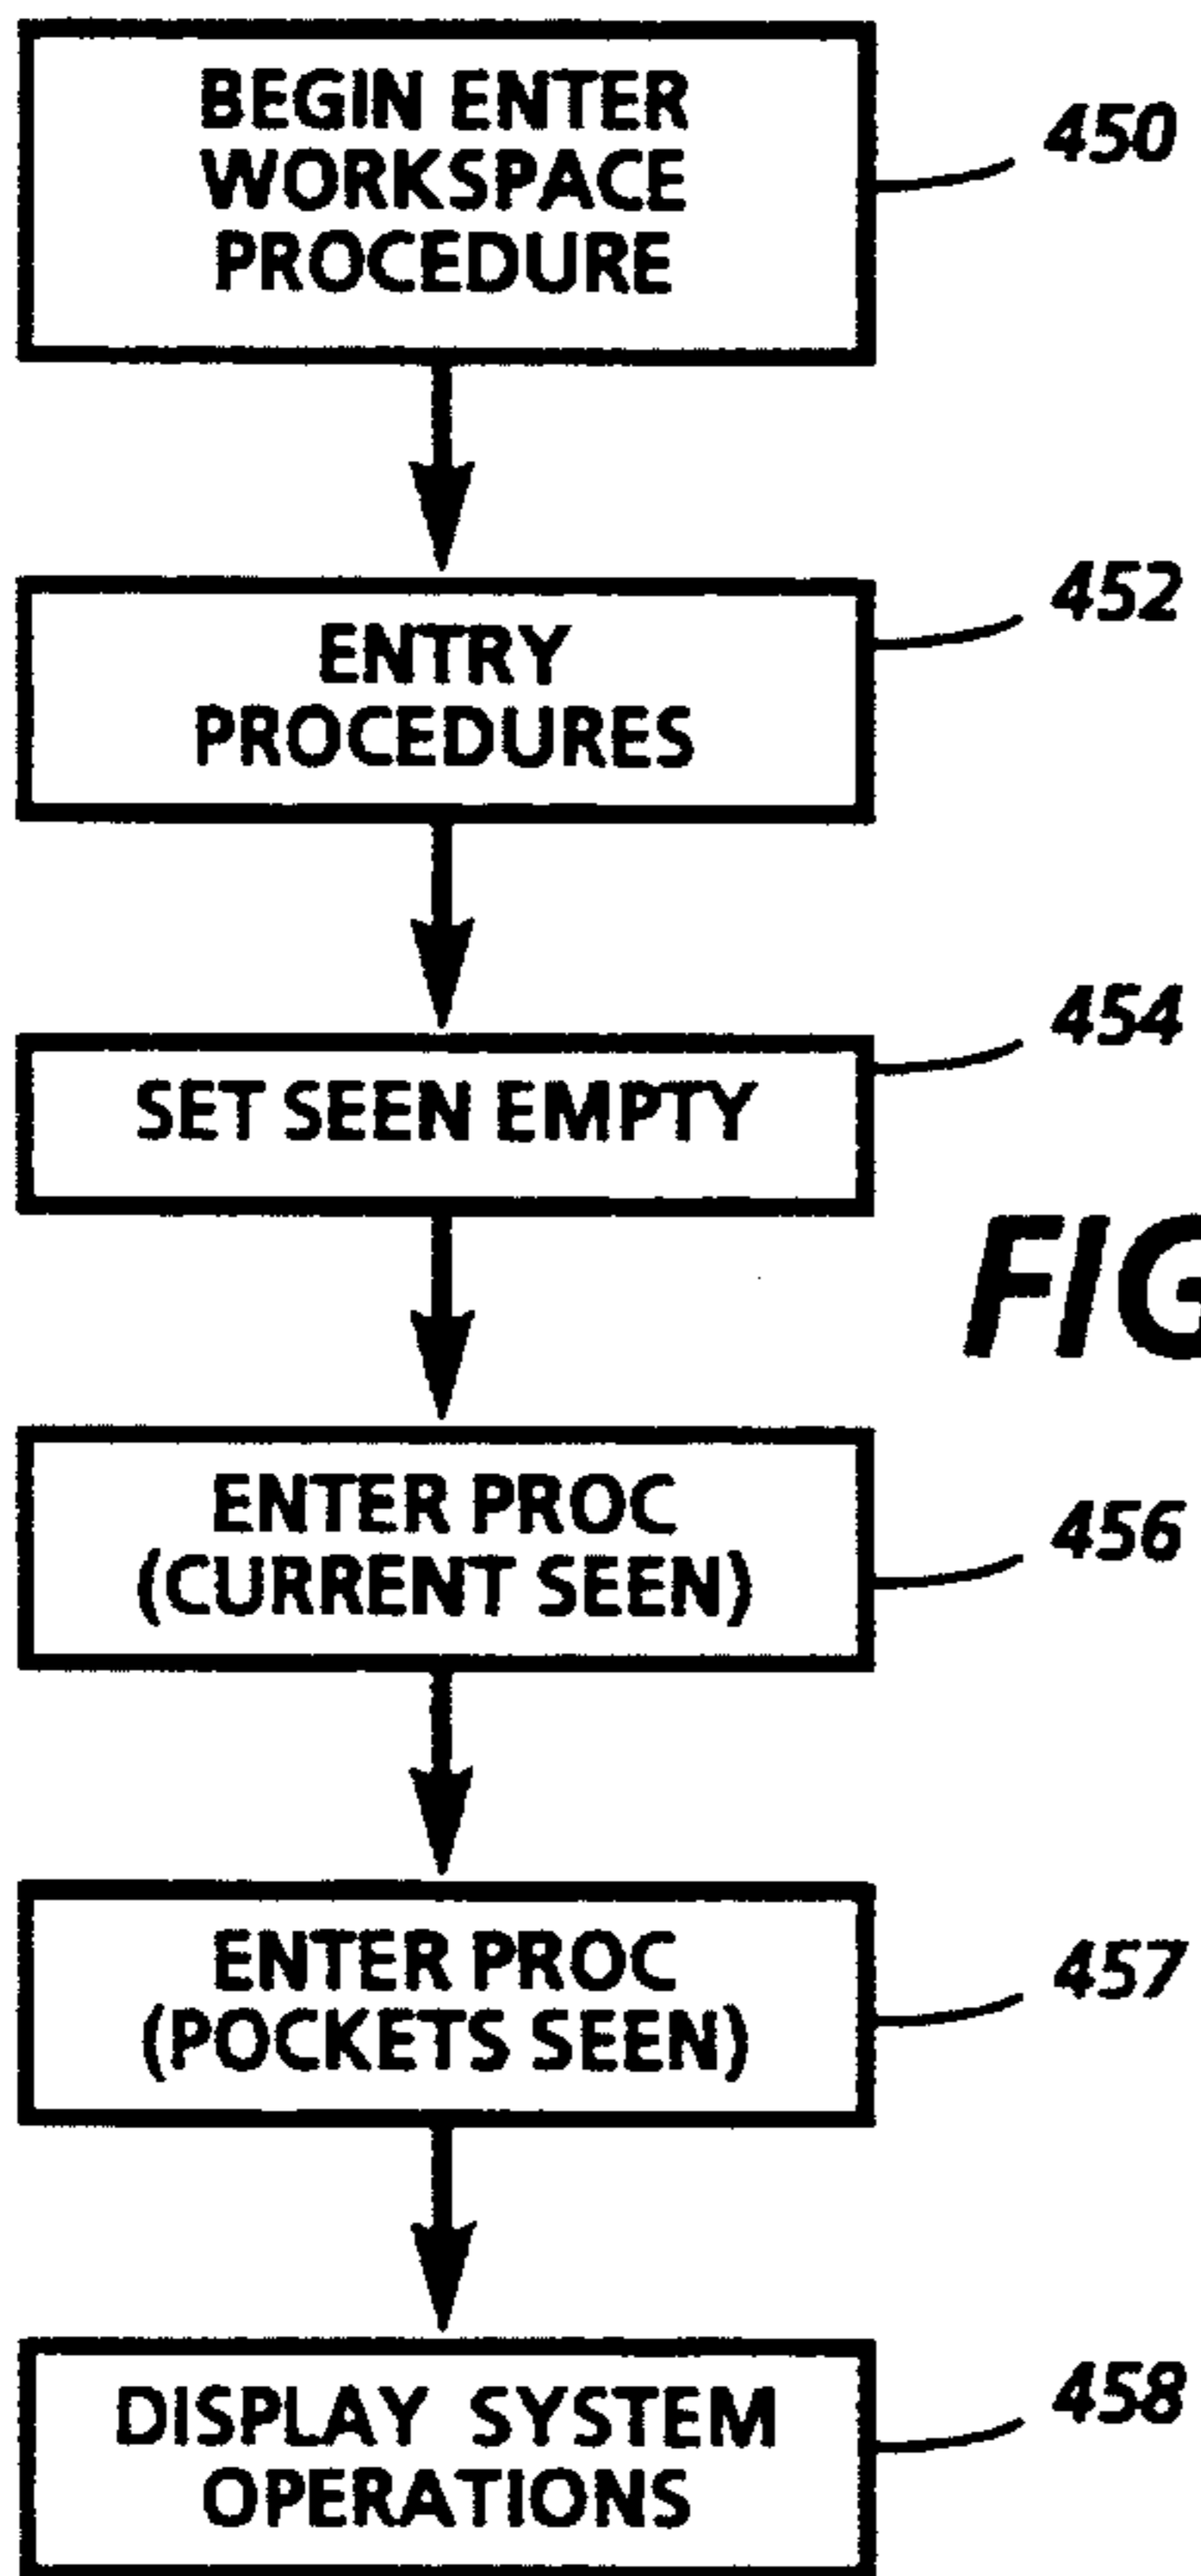 BEGIN ENTER
WORKSPACE
PROCEDURE
450
ENTRY
PROCEDURES
452
SET SEEN EMPTY
454
FIG
ENTER PROC
(CURRENT SEEN)
456
ENTER PROC
(POCKETS SEEN)
457
DISPLAY SYSTEM
OPERATIONS
458